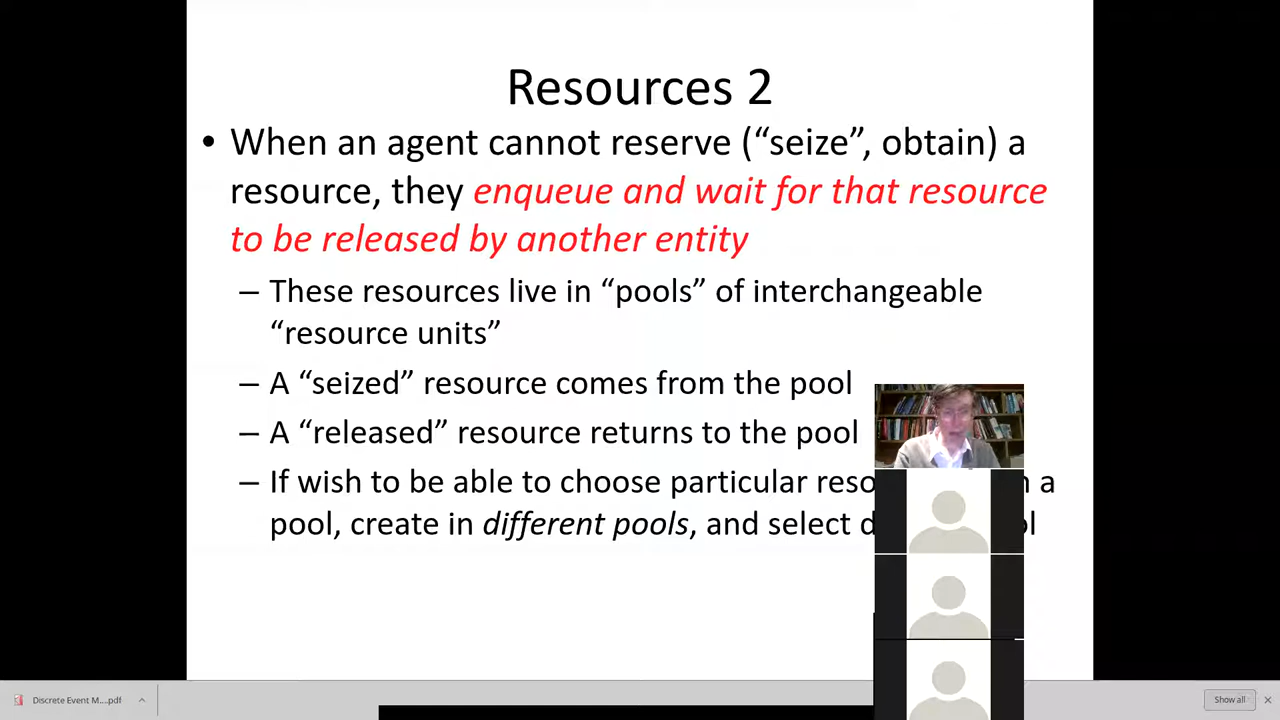 Resources 2
• When an agent cannot reserve (“seize”, obtain) a
resource, they enqueue and wait for that resource
to be released by another entity
– These resources live in “pools” of interchangeable
“resource units”
– A “seized” resource comes from the pool
– A “released” resource returns to the pool
– If wish to be able to choose particular a
pool, create in different pools, and select
Discrete Event M....pdf
Show all